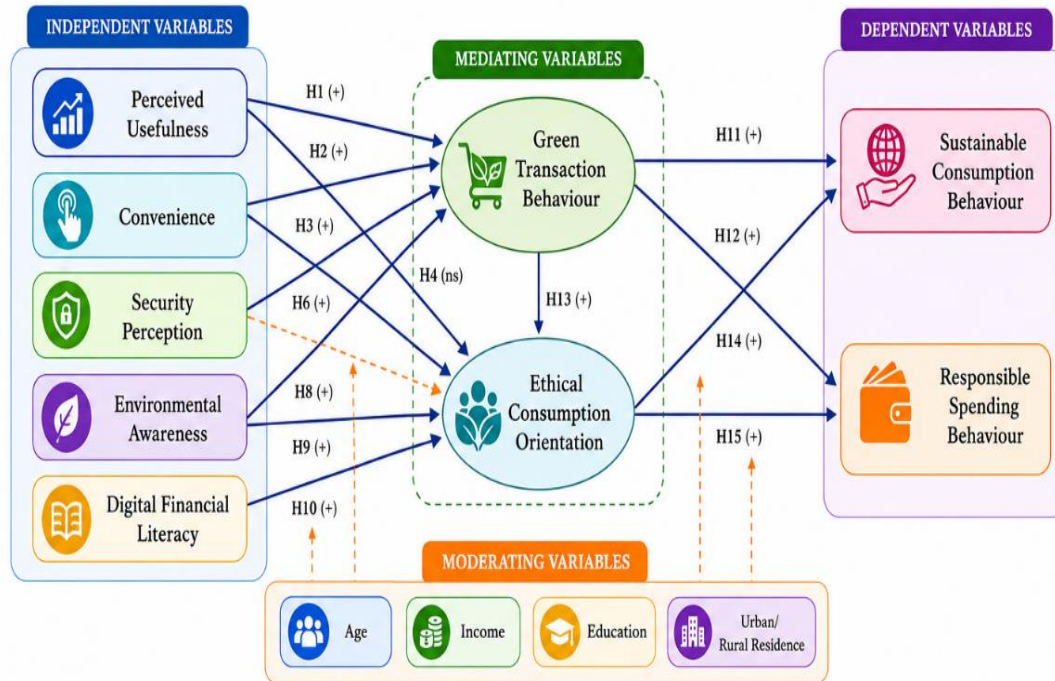 INDEPENDENT VARIABLES
Perceived
Usefulness
Convenience
Security
Perception
Environmental
Awareness
Digital Financial
Literacy
H1 (+)
H2 (+)
H3 (+)
H4 (ns)
H6 (+)
H8 (+)
H9 (+)
H10 (+)
MEDIATING VARIABLES
Green
Transaction
Behaviour
H13 (+)
Ethical
Consumption
Orientation
H11 (+)
H12 (+)
H14 (+)
H15 (+)
DEPENDENT VARIABLES
Sustainable
Consumption
Behaviour
Responsible
Spending
Behaviour
MODERATING VARIABLES
Age
Income
Education
Urban/
Rural Residence